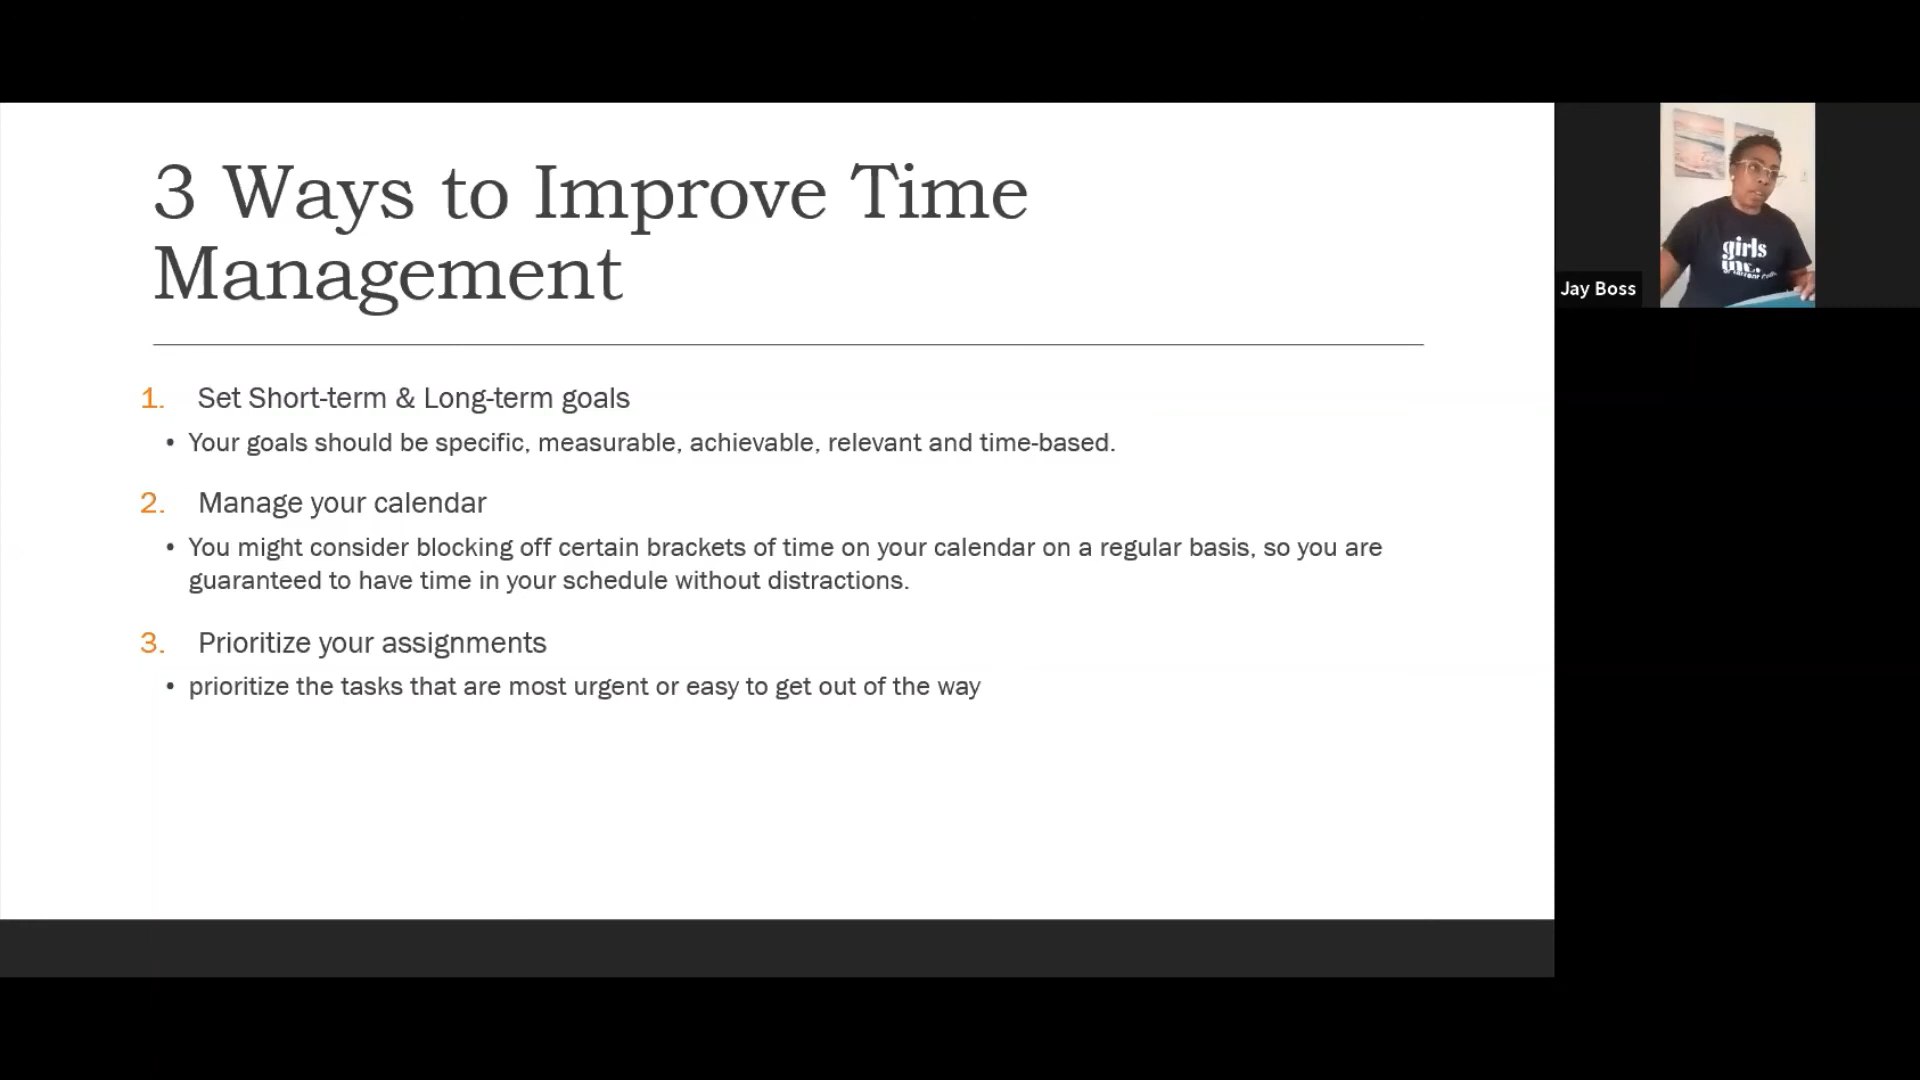 3 Ways to Improve Time
Management
1. Set Short-term & Long-term goals
• Your goals should be specific, measurable, achievable, relevant and time-based.
2. Manage your calendar
• You might consider blocking off certain brackets of time on your calendar on a regular basis, so you are
guaranteed to have time in your schedule without distractions.
3. Prioritize your assignments
• prioritize the tasks that are most urgent or easy to get out of the way
girls
inc.
Jay Boss